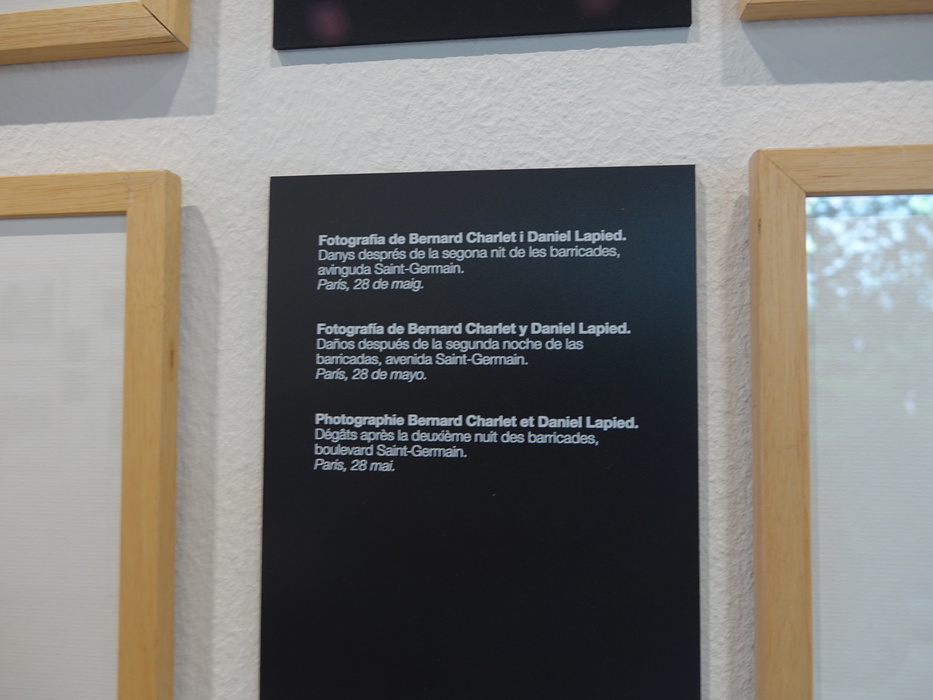 Fotografia de Bernard Charlet i Daniel Lapied.
Danys després de la segona nit de les barricades,
avinguda Saint-Germain.
París, 28 de maig.
Fotografía de Bernard Charlet y Daniel Lapied.
Daños después de la segunda noche de las
barricadas, avenida Saint-Germain.
París, 28 de mayo.
Photographie Bernard Charlet et Daniel Lapied.
Dégâts après la deuxième nuit des barricades,
boulevard Saint-Germain.
París, 28 mai.